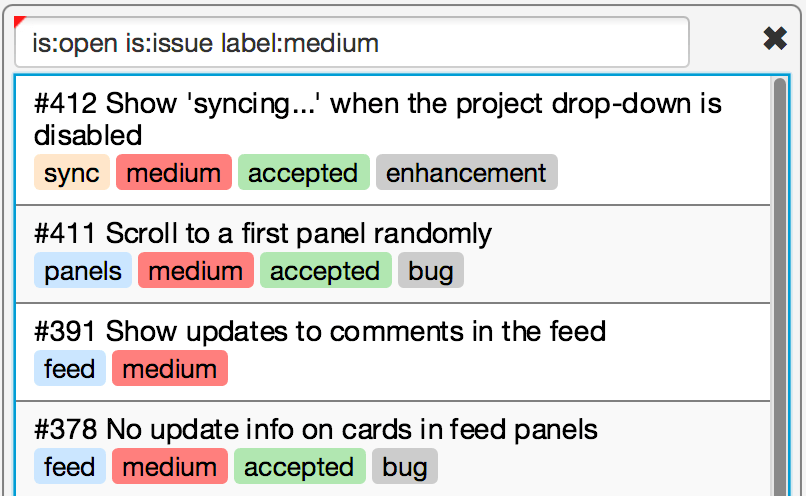 is:open is:issue label:medium
✖
#412 Show 'syncing...' when the project drop-down is
disabled
sync medium accepted enhancement
#411 Scroll to a first panel randomly
panels medium accepted bug
#391 Show updates to comments in the feed
feed medium
#378 No update info on cards in feed panels
feed medium accepted bug